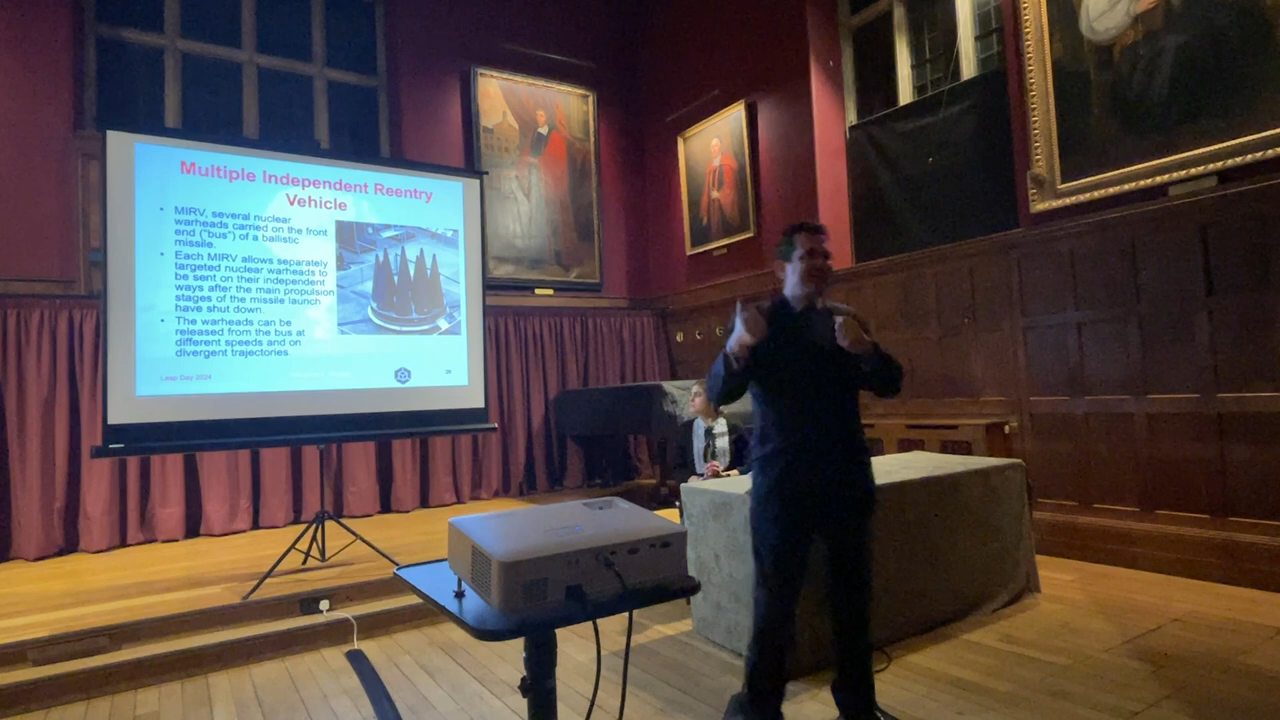 Multiple Independent Reentry
Vehicle
• MIRV, several nuclear
warheads carried on the front
end ("bus") of a ballistic
missile.
• Each MIRV allows separately
targeted nuclear warheads to
be sent on their independent
ways after the main propulsion
stages of the missile launch
have shut down.
• The warheads can be
released from the bus at
different speeds and on
divergent trajectories.
Leap Day 2024